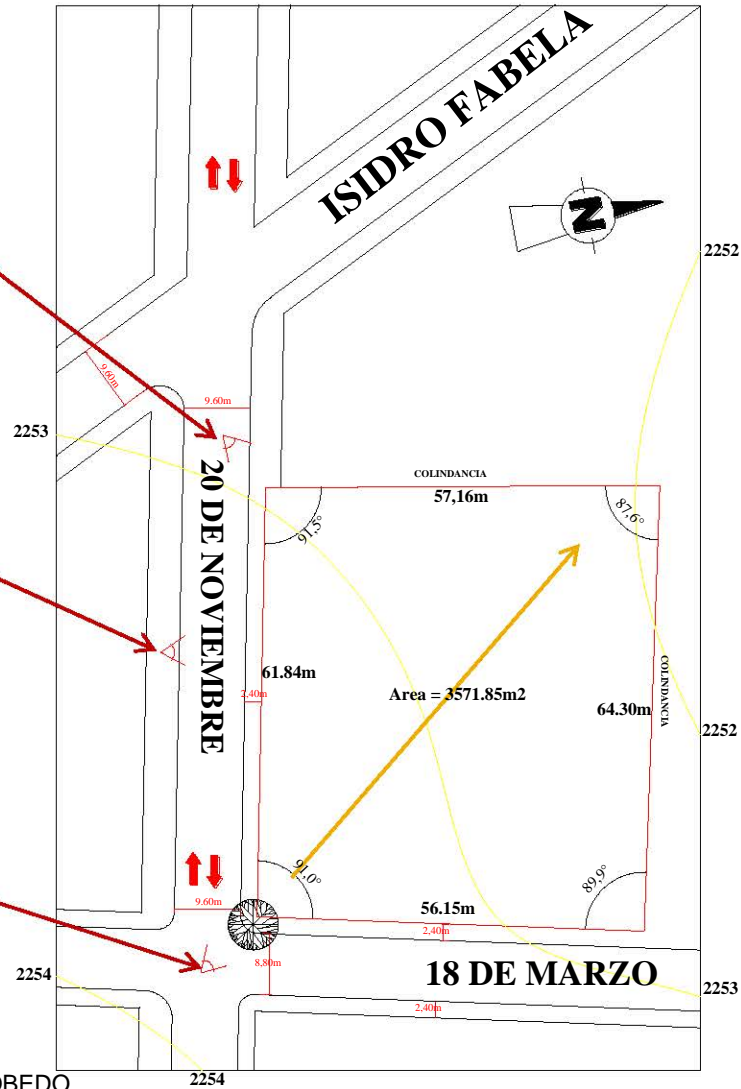 ISIDRO FABELA
N
2252
9.60m
9.60m
2253
COLINDANCIA
57,16m
91,5°
87,6°
20 DE NOVIEMBRE
61.84m
2,40m
Area = 3571.85m2
64.30m
COLINDANCIA
2252
91,0°
89,9°
9.60m
56.15m
2,40m
8,80m
18 DE MARZO
2254
2253
2,40m
2254
OBEDO